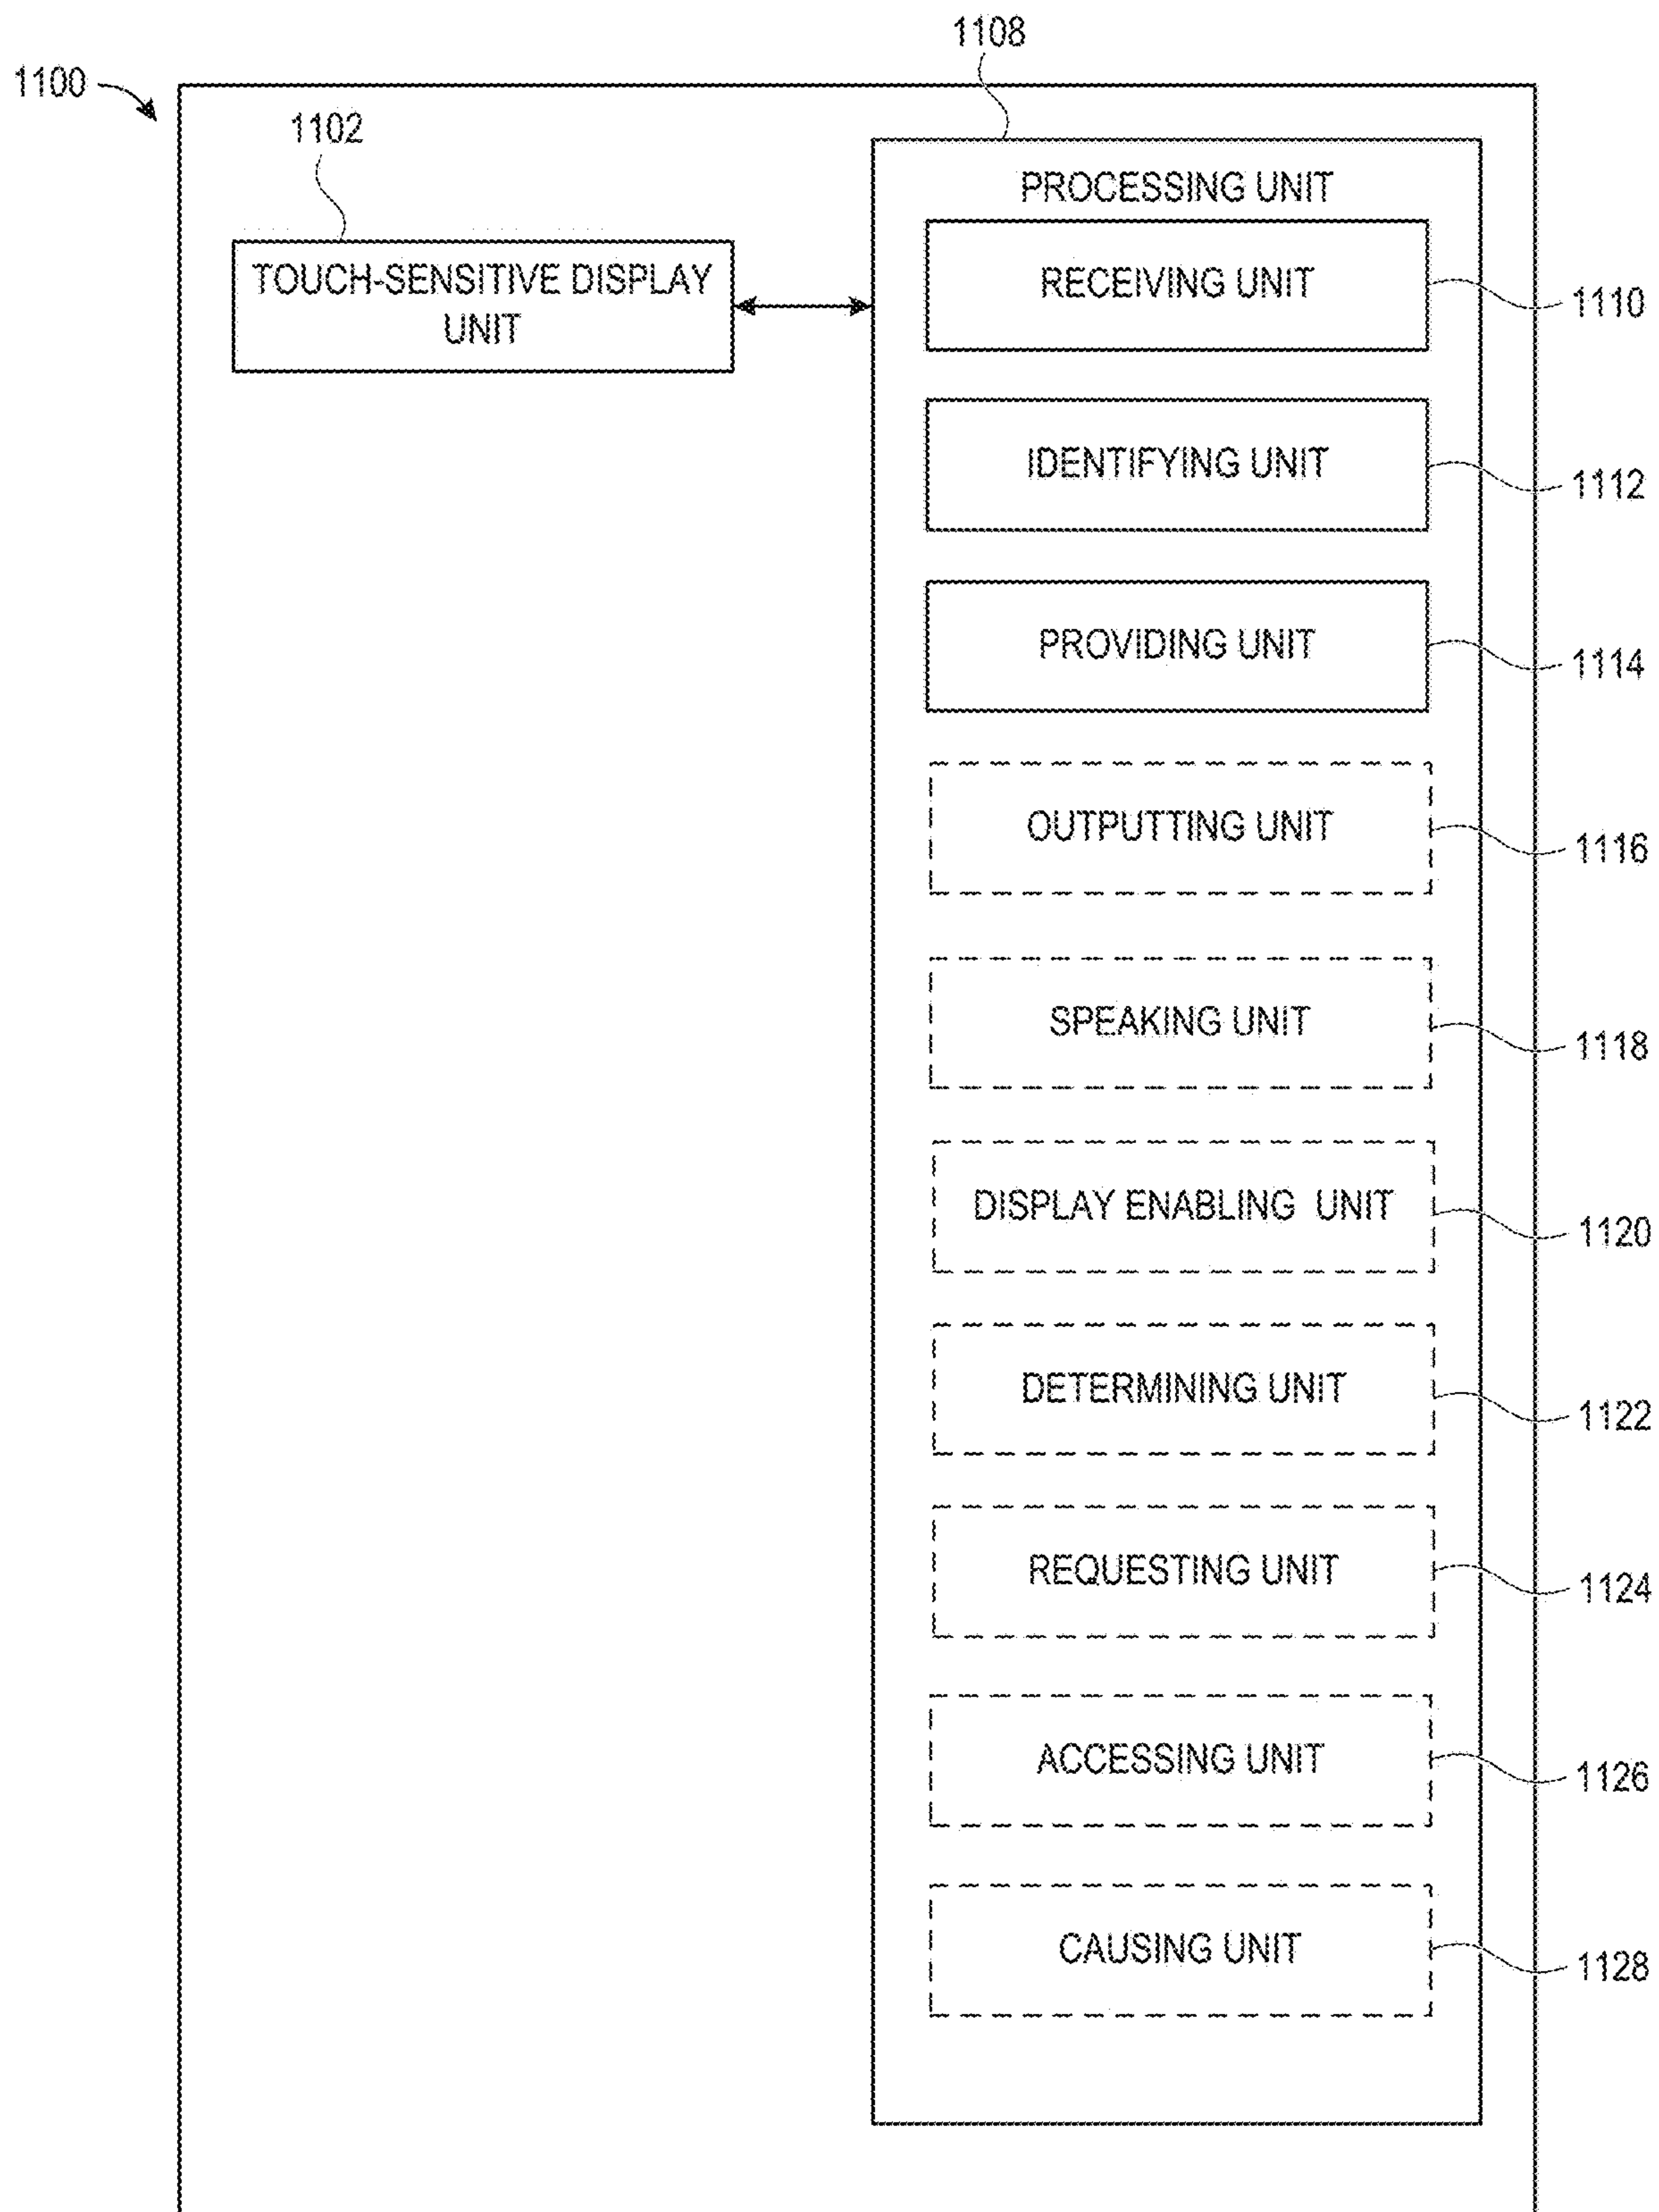 1108
1100
1102
PROCESSING UNIT
TOUCH-SENSITIVE DISPLAY
UNIT
RECEIVING UNIT
1110
IDENTIFYING UNIT
1112
PROVIDING UNIT
1114
OUTPUTTING UNIT
1116
SPEAKING UNIT
1118
DISPLAY ENABLING UNIT
1120
DETERMINING UNIT
1122
REQUESTING UNIT
1124
ACCESSING UNIT
1126
CAUSING UNIT
1128